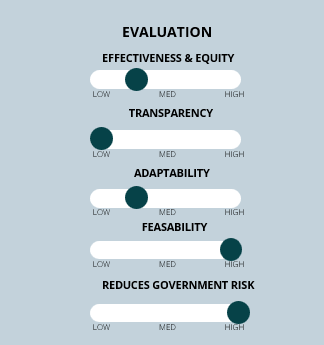 EVALUATION
EFFECTIVENESS & EQUITY
LOW MED HIGH
TRANSPARENCY
LOW MED HIGH
ADAPTABILITY
LOW MED HIGH
FEASABILITY
LOW MED HIGH
REDUCES GOVERNMENT RISK
LOW MED HIGH